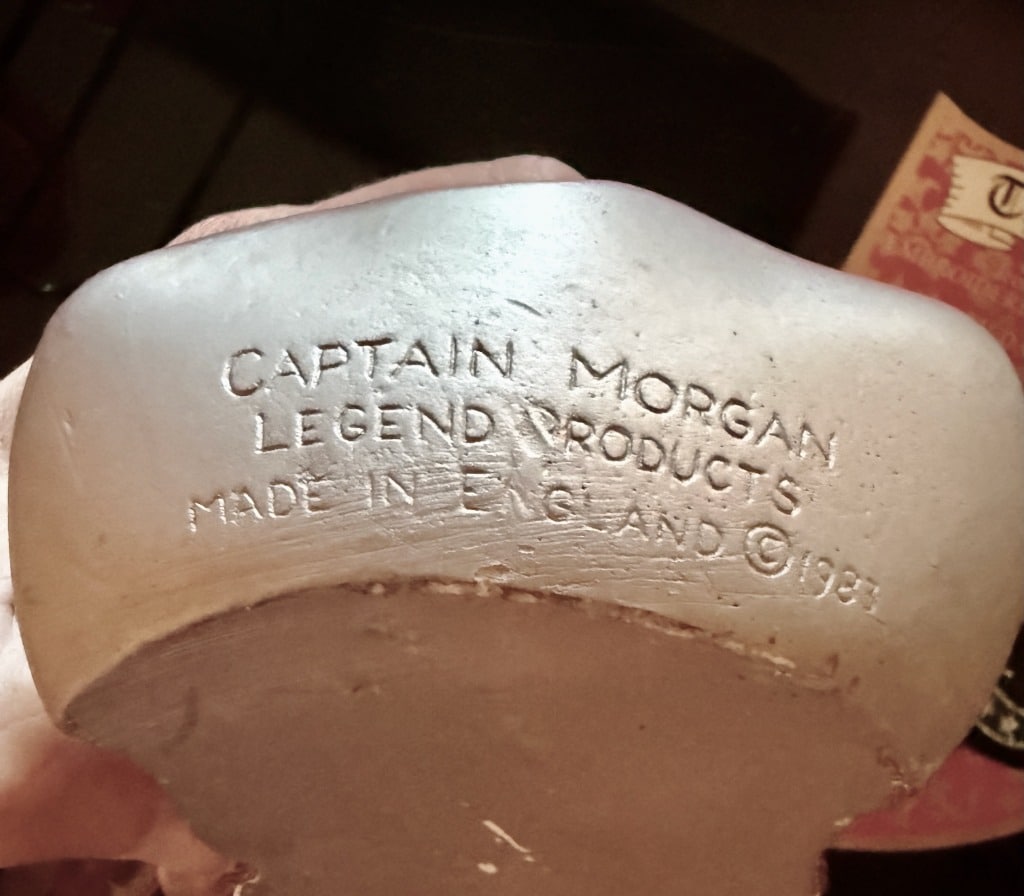 CAPTAIN MORGAN
LEGEND PRODUCTS
MADE IN ENGLAND © 1983